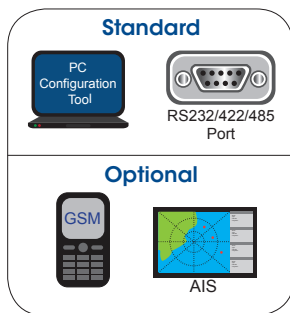 Standard
PC
Configuration
Tool
RS232/422/485
Port
Optional
GSM
AIS